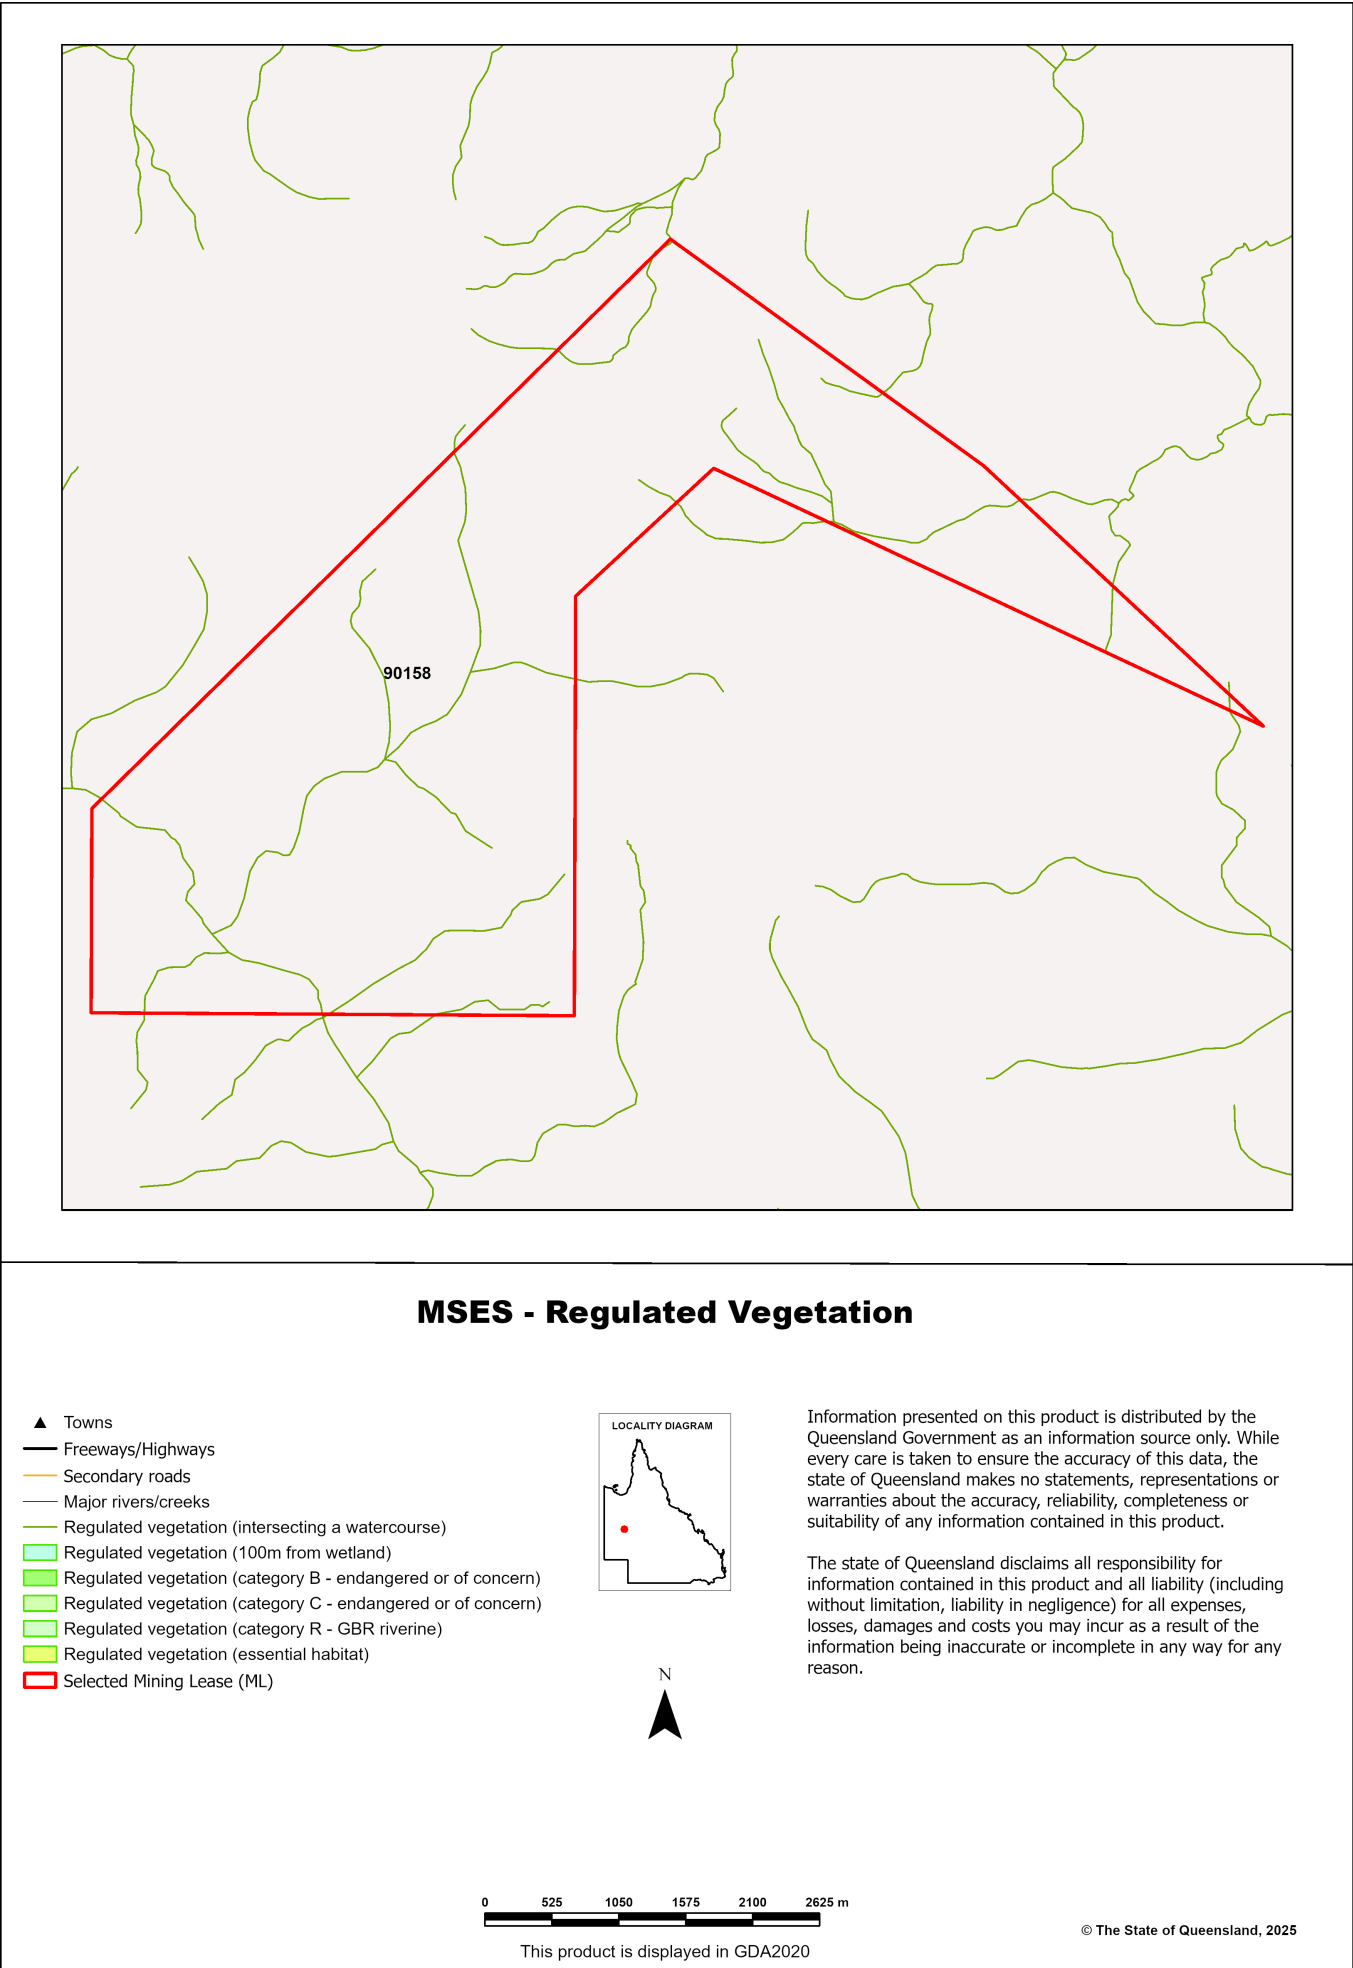 90158
MSES - Regulated Vegetation
Towns
Freeways/Highways
Secondary roads
Major rivers/creeks
Regulated vegetation (intersecting a watercourse)
Regulated vegetation (100m from wetland)
Regulated vegetation (category B - endangered or of concern)
Regulated vegetation (category C - endangered or of concern)
Regulated vegetation (category R - GBR riverine)
Regulated vegetation (essential habitat)
Selected Mining Lease (ML)
LOCALITY DIAGRAM
N
Information presented on this product is distributed by the
Queensland Government as an information source only. While
every care is taken to ensure the accuracy of this data, the
state of Queensland makes no statements, representations or
warranties about the accuracy, reliability, completeness or
suitability of any information contained in this product.
The state of Queensland disclaims all responsibility for
information contained in this product and all liability (including
without limitation, liability in negligence) for all expenses,
losses, damages and costs you may incur as a result of the
information being inaccurate or incomplete in any way for any
reason.
0 525 1050 1575 2100 2625 m
This product is displayed in GDA2020
© The State of Queensland, 2025